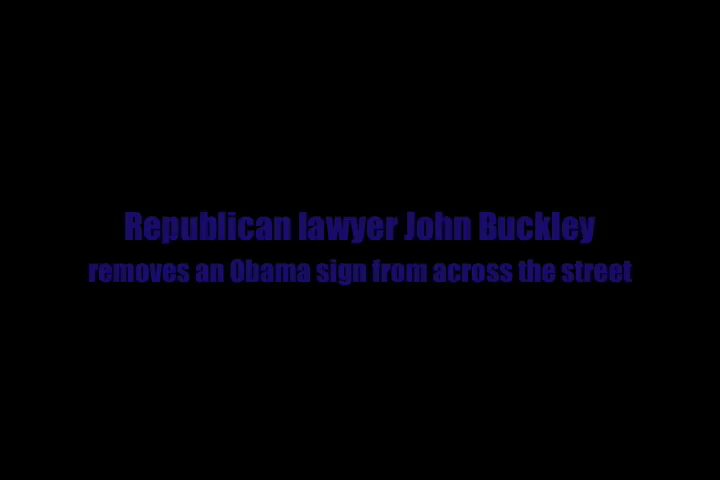 Republican lawyer John Buckley
removes an Obama sign from across the street